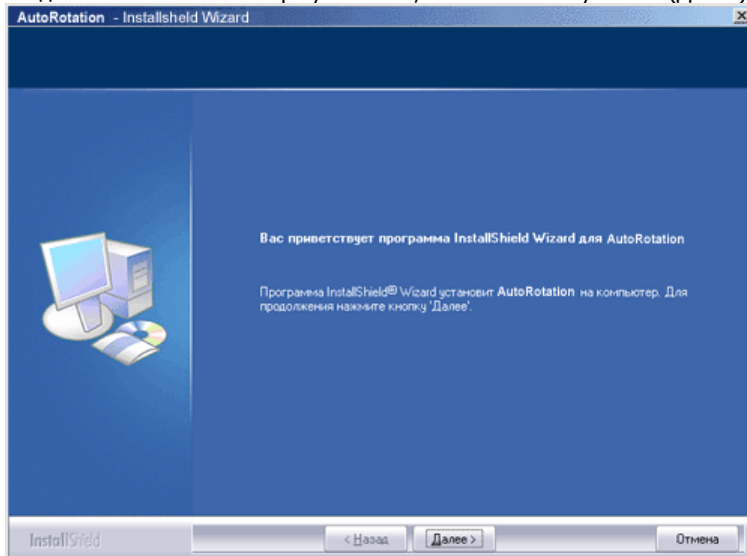 AutoRotation - Installsheld Wizard
Вас приветствует программа InstallShield Wizard для AutoRotation
Программа InstallShield® Wizard установит AutoRotation на компьютер. Для
продолжения нажмите кнопку 'Далее'.
InstallShield
< Назад Далее > Отмена